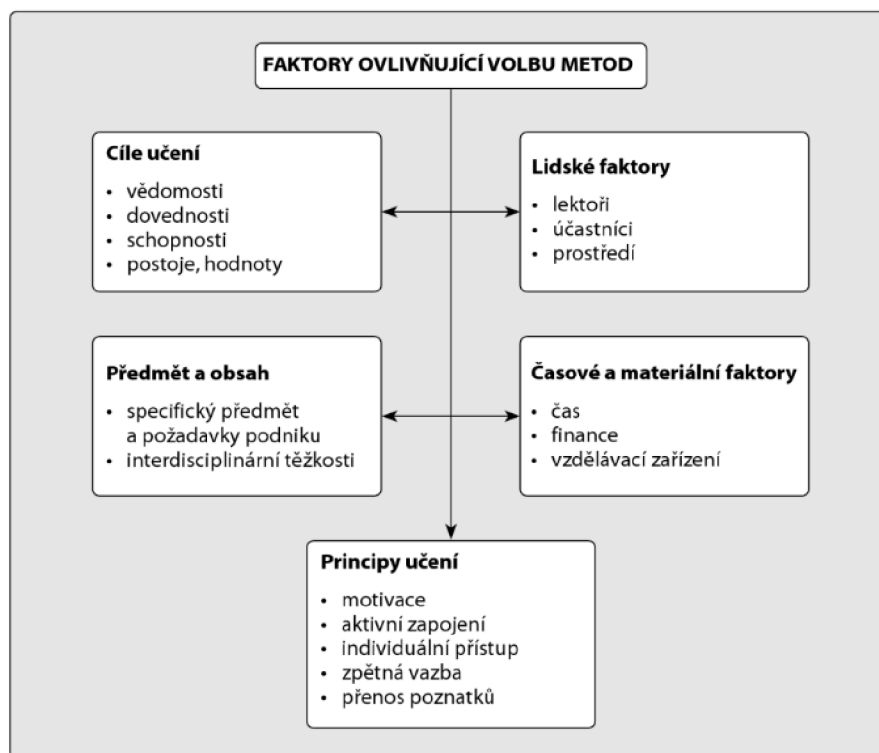 FAKTORY OVLIVŇUJÍCÍ VOLBU METOD
Cíle učení
• vědomosti
• dovednosti
• schopnosti
• postoje, hodnoty
Lidské faktory
• lektoři
• účastníci
• prostředí
Předmět a obsah
• specifický předmět
a požadavky podniku
• interdisciplinární těžkosti
Časové a materiální faktory
• čas
• finance
• vzdělávací zařízení
Principy učení
• motivace
• aktivní zapojení
• individuální přístup
• zpětná vazba
• přenos poznatků